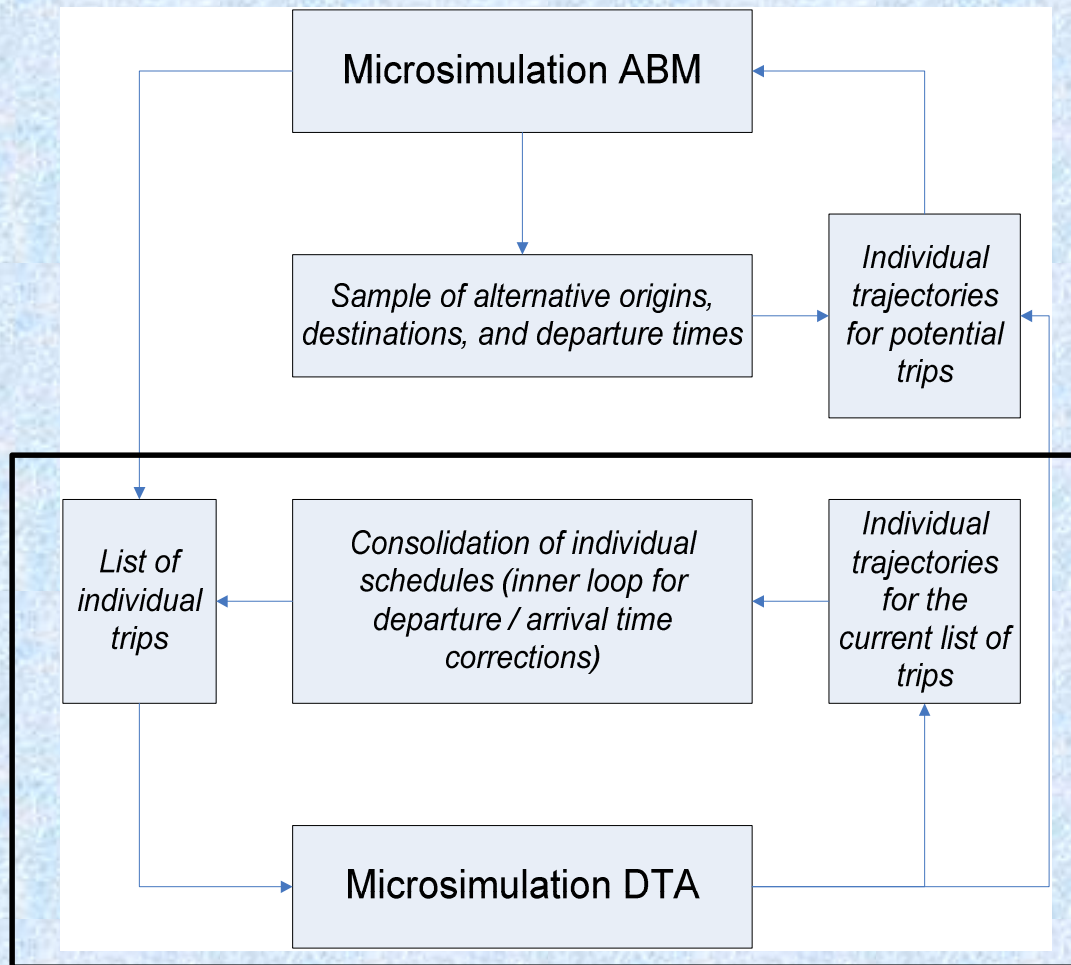 Microsimulation ABM
Sample of alternative origins,
destinations, and departure times
Individual
trajectories
for potential
trips
List of
individual
trips
Consolidation of individual
schedules (inner loop for
departure / arrival time
corrections)
Individual
trajectories
for the
current list of
trips
Microsimulation DTA